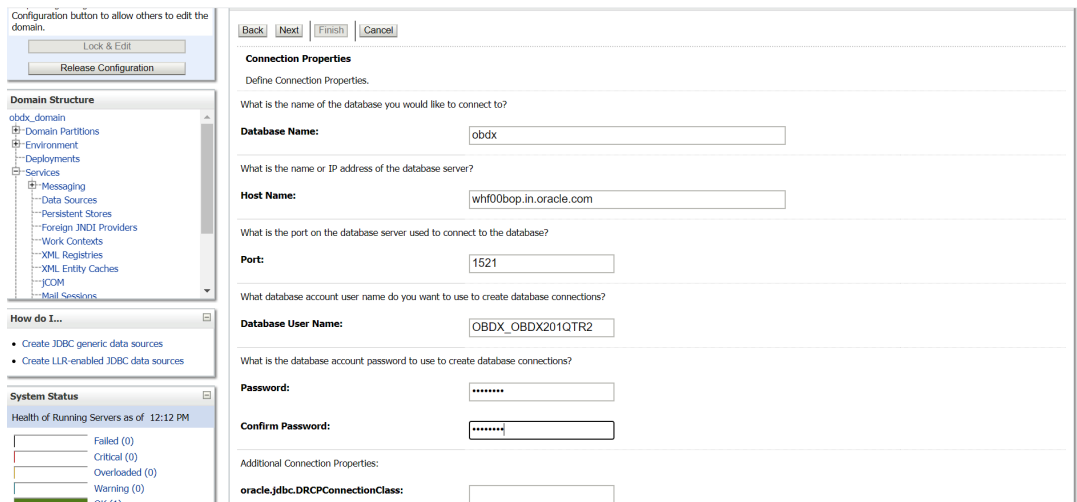 Configuration button to allow others to edit the
domain.
Lock & Edit
Release Configuration
Domain Structure
obdx_domain
Domain Partitions
Environment
Deployments
Services
Messaging
Data Sources
Persistent Stores
Foreign JNDI Providers
Work Contexts
XML Registries
XML Entity Caches
jCOM
Mail Sessions
How do I...
Create JDBC generic data sources
Create LLR-enabled JDBC data sources
System Status
Health of Running Servers as of 12:12 PM
Failed (0)
Critical (0)
Overloaded (0)
Warning (0)
Back Next Finish Cancel
Connection Properties
Define Connection Properties.
What is the name of the database you would like to connect to?
Database Name: obdx
What is the name or IP address of the database server?
Host Name: whf00bop.in.oracle.com
What is the port on the database server used to connect to the database?
Port: 1521
What database account user name do you want to use to create database connections?
Database User Name: OBDX_OBDX201QTR2
What is the database account password to use to create database connections?
Password: ••••••••
Confirm Password: ••••••••
Additional Connection Properties:
oracle.jdbc.DRCPConnectionClass: